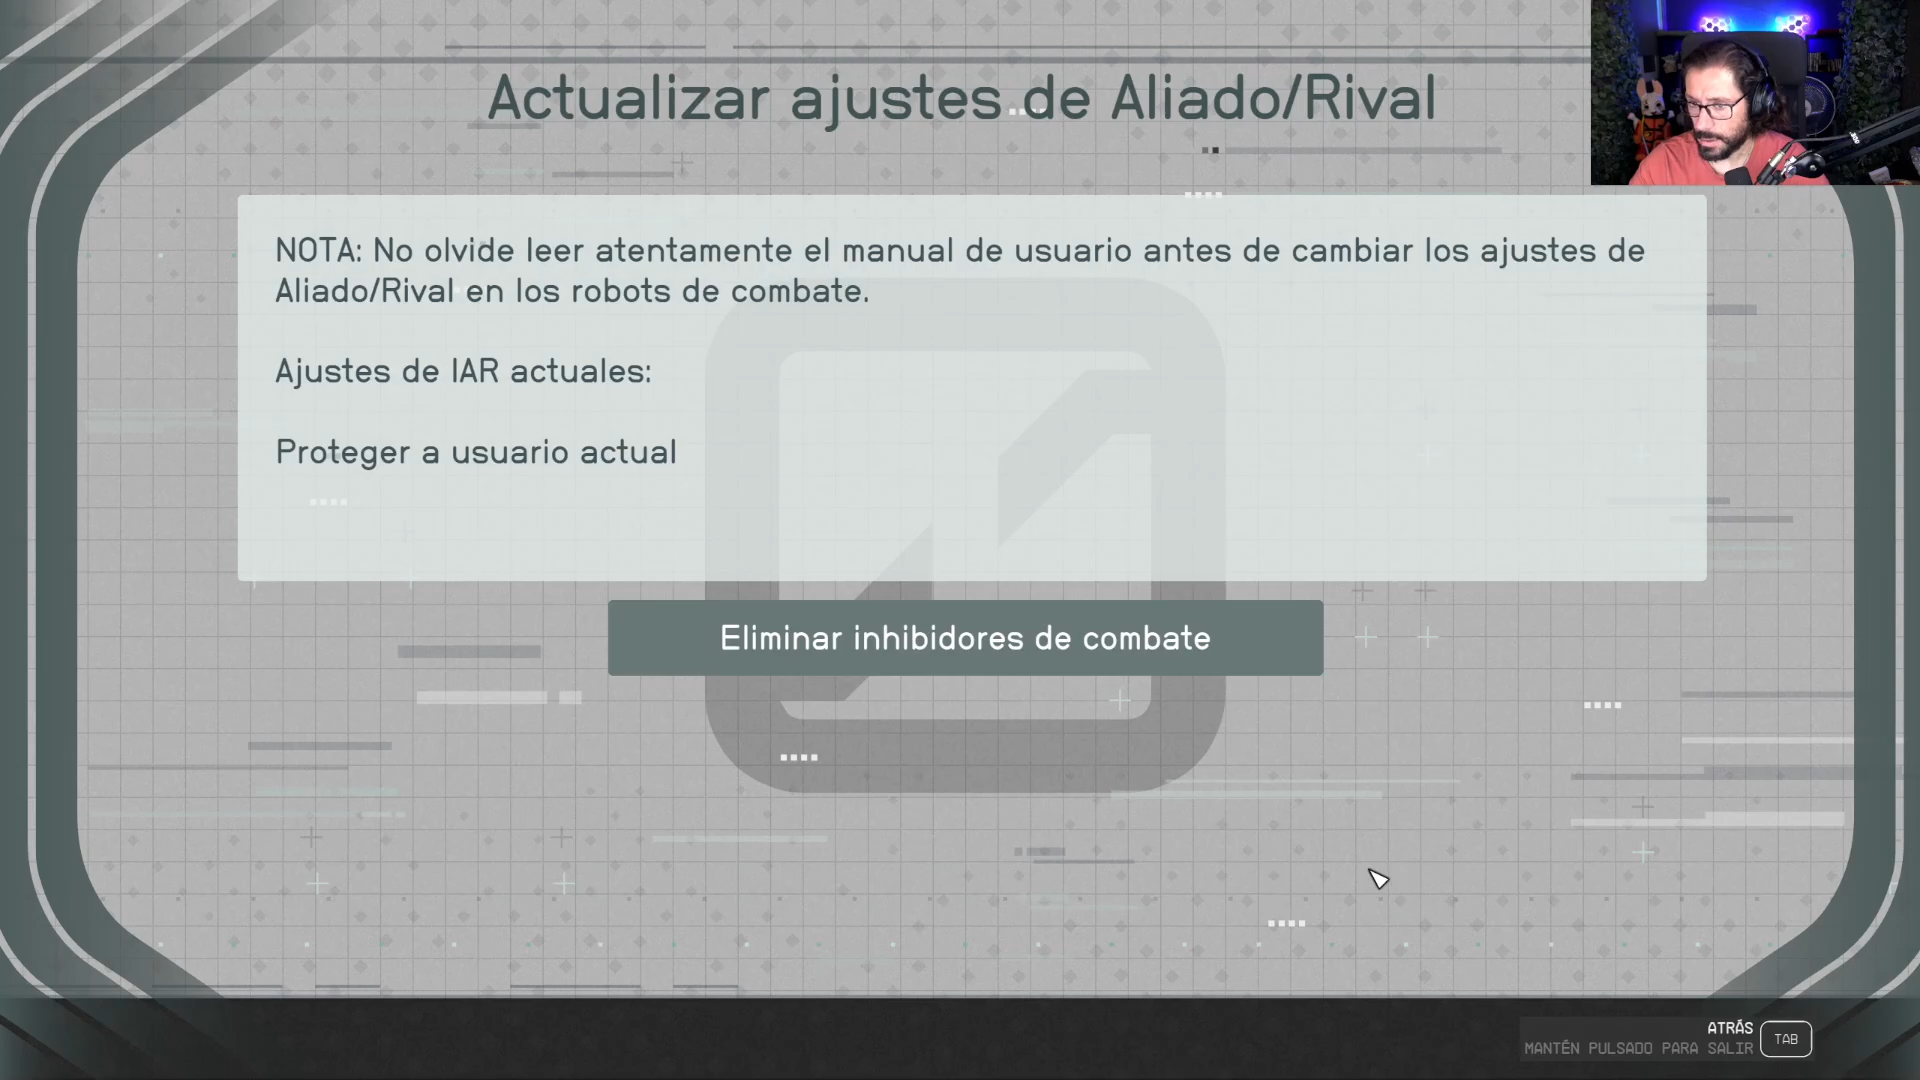 Actualizar ajustes de Aliado/Rival
NOTA: No olvide leer atentamente el manual de usuario antes de cambiar los ajustes de
Aliado/Rival en los robots de combate.
Ajustes de IAR actuales:
Proteger a usuario actual
Eliminar inhibidores de combate
ATRÁS
MANTÉN PULSADO PARA SALIR
TAB